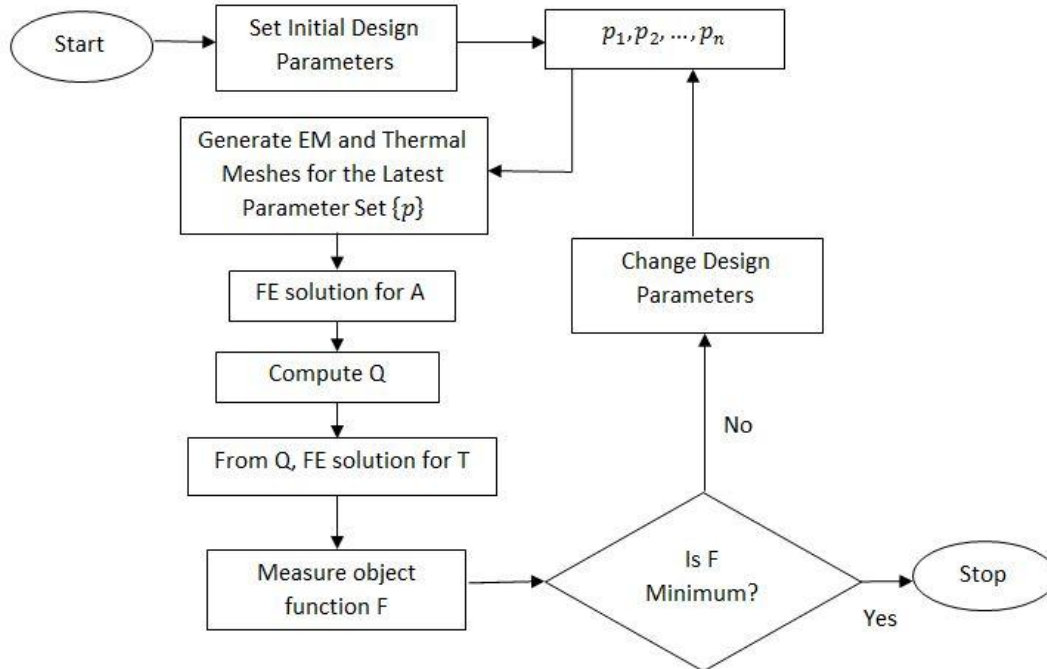 Start
Set Initial Design
Parameters
p₁, p₂, …, pₙ
Generate EM and Thermal
Meshes for the Latest
Parameter Set {p}
FE solution for A
Compute Q
From Q, FE solution for T
Measure object
function F
Is F
Minimum?
No
Change Design
Parameters
Yes
Stop